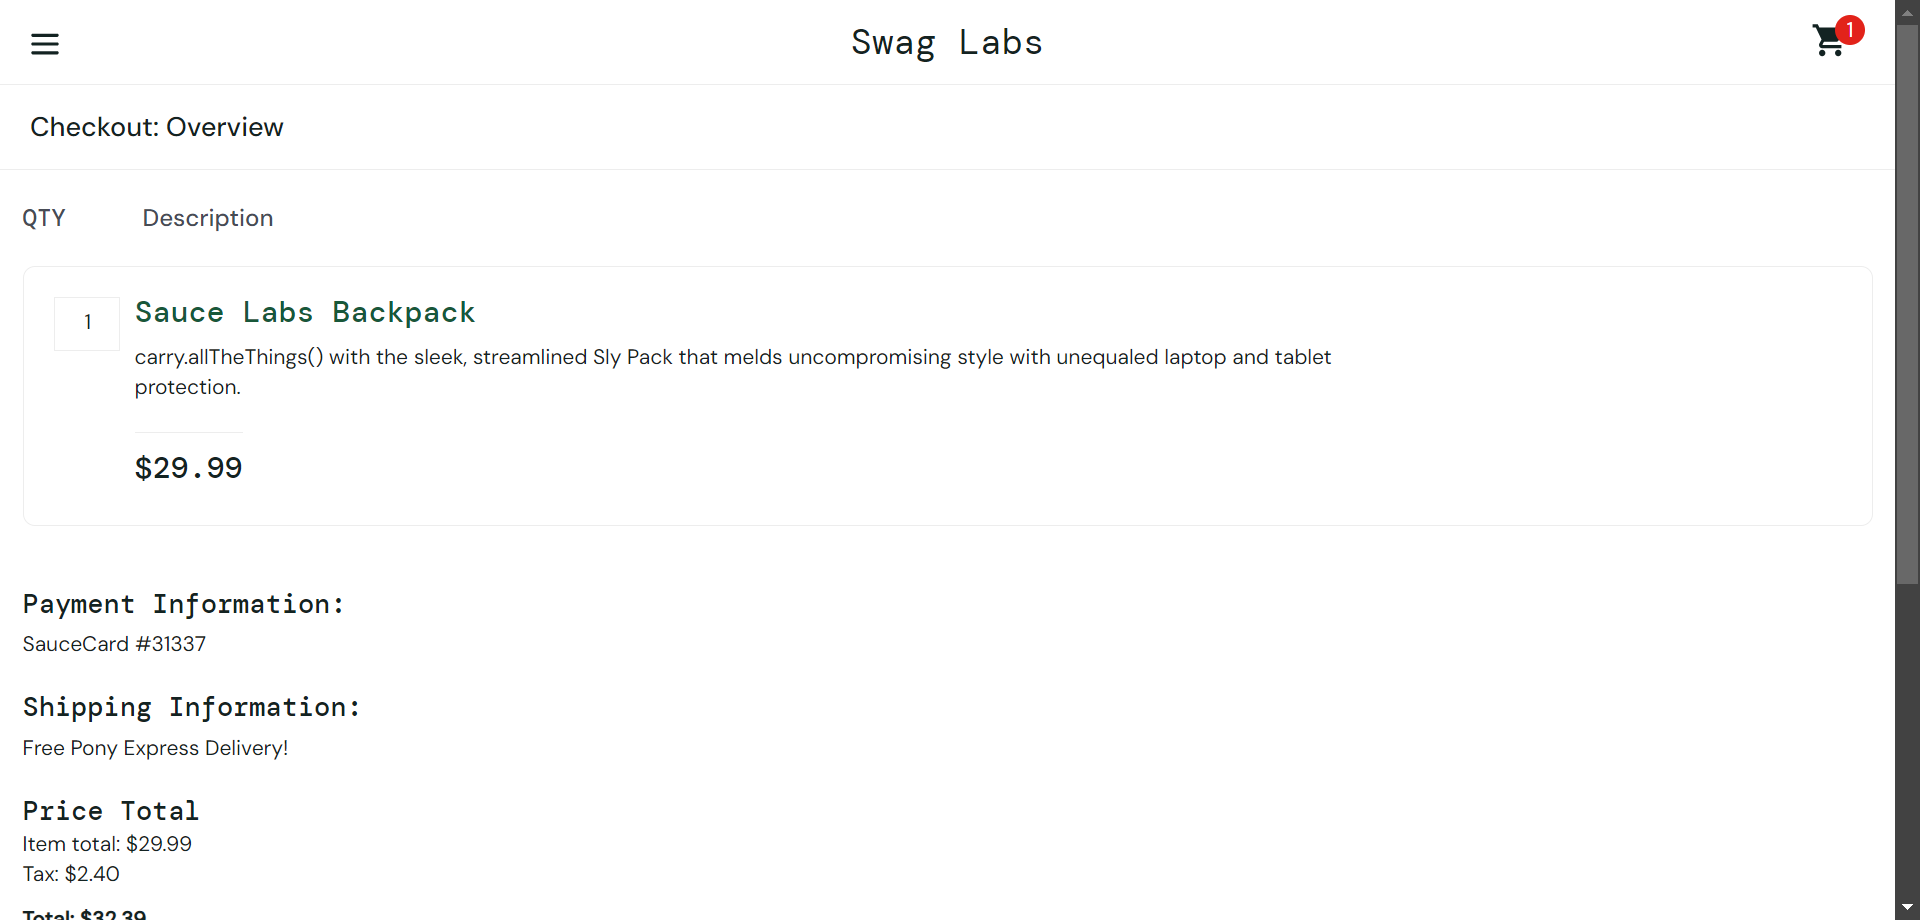 Swag Labs
1
Checkout: Overview
QTY Description
1
Sauce Labs Backpack
carry.allTheThings() with the sleek, streamlined Sly Pack that melds uncompromising style with unequaled laptop and tablet
protection.
$29.99
Payment Information:
SauceCard #31337
Shipping Information:
Free Pony Express Delivery!
Price Total
Item total: $29.99
Tax: $2.40
Total: $32.39